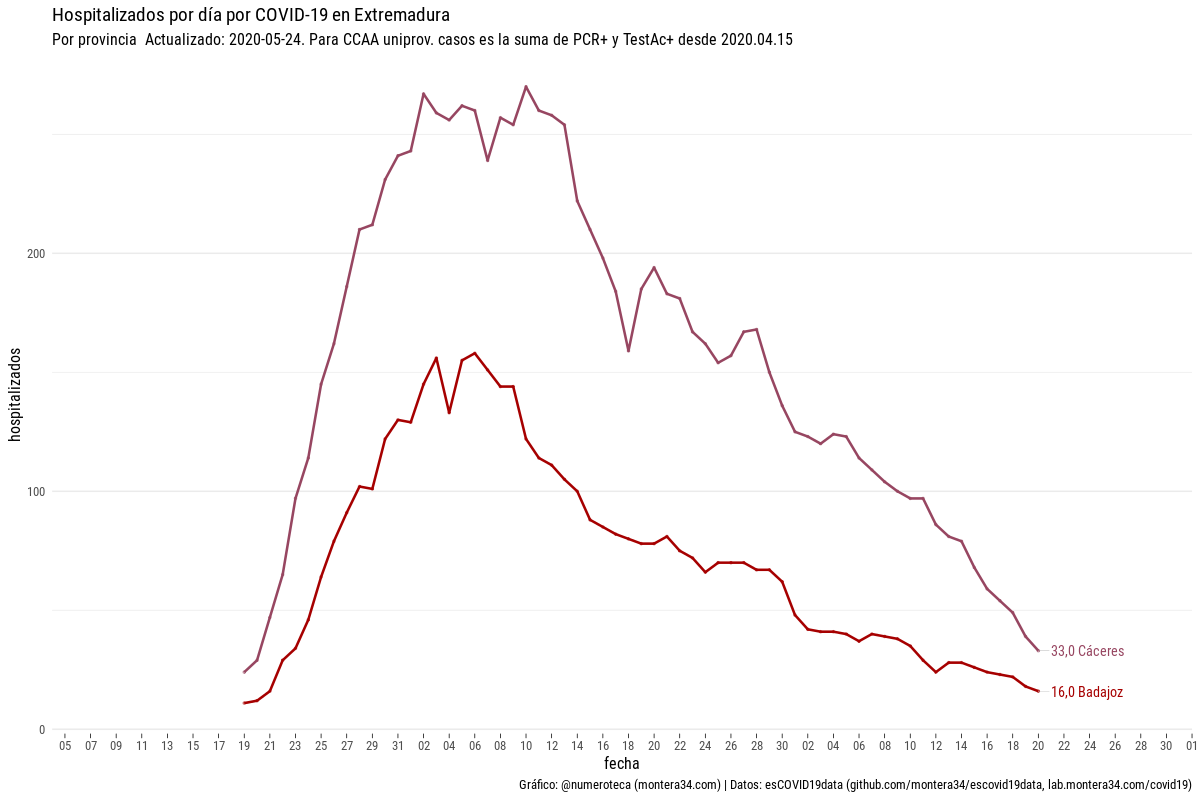 Hospitalizados por día por COVID-19 en Extremadura
Por provincia  Actualizado: 2020-05-24. Para CCAA uniprov. casos es la suma de PCR+ y TestAc+ desde 2020.04.15
hospitalizados
200
100
0
33,0 Cáceres
16,0 Badajoz
05 07 09 11 13 15 17 19 21 23 25 27 29 31 02 04 06 08 10 12 14 16 18 20 22 24 26 28 30 02 04 06 08 10 12 14 16 18 20 22 24 26 28 30 01
fecha
Gráfico: @numeroteca (montera34.com) | Datos: esCOVID19data (github.com/montera34/escovid19data, lab.montera34.com/covid19)